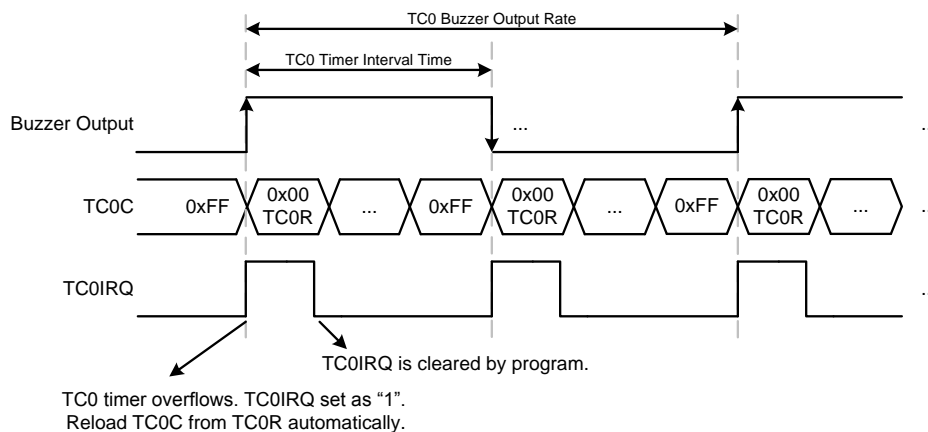 TC0 Buzzer Output Rate
TC0 Timer Interval Time
Buzzer Output
...
..
TC0C
0xFF
0x00
TC0R
...
0xFF
0x00
TC0R
...
0xFF
0x00
TC0R
...
..
TC0IRQ
..
TC0IRQ is cleared by program.
TC0 timer overflows. TC0IRQ set as “1”.
Reload TC0C from TC0R automatically.